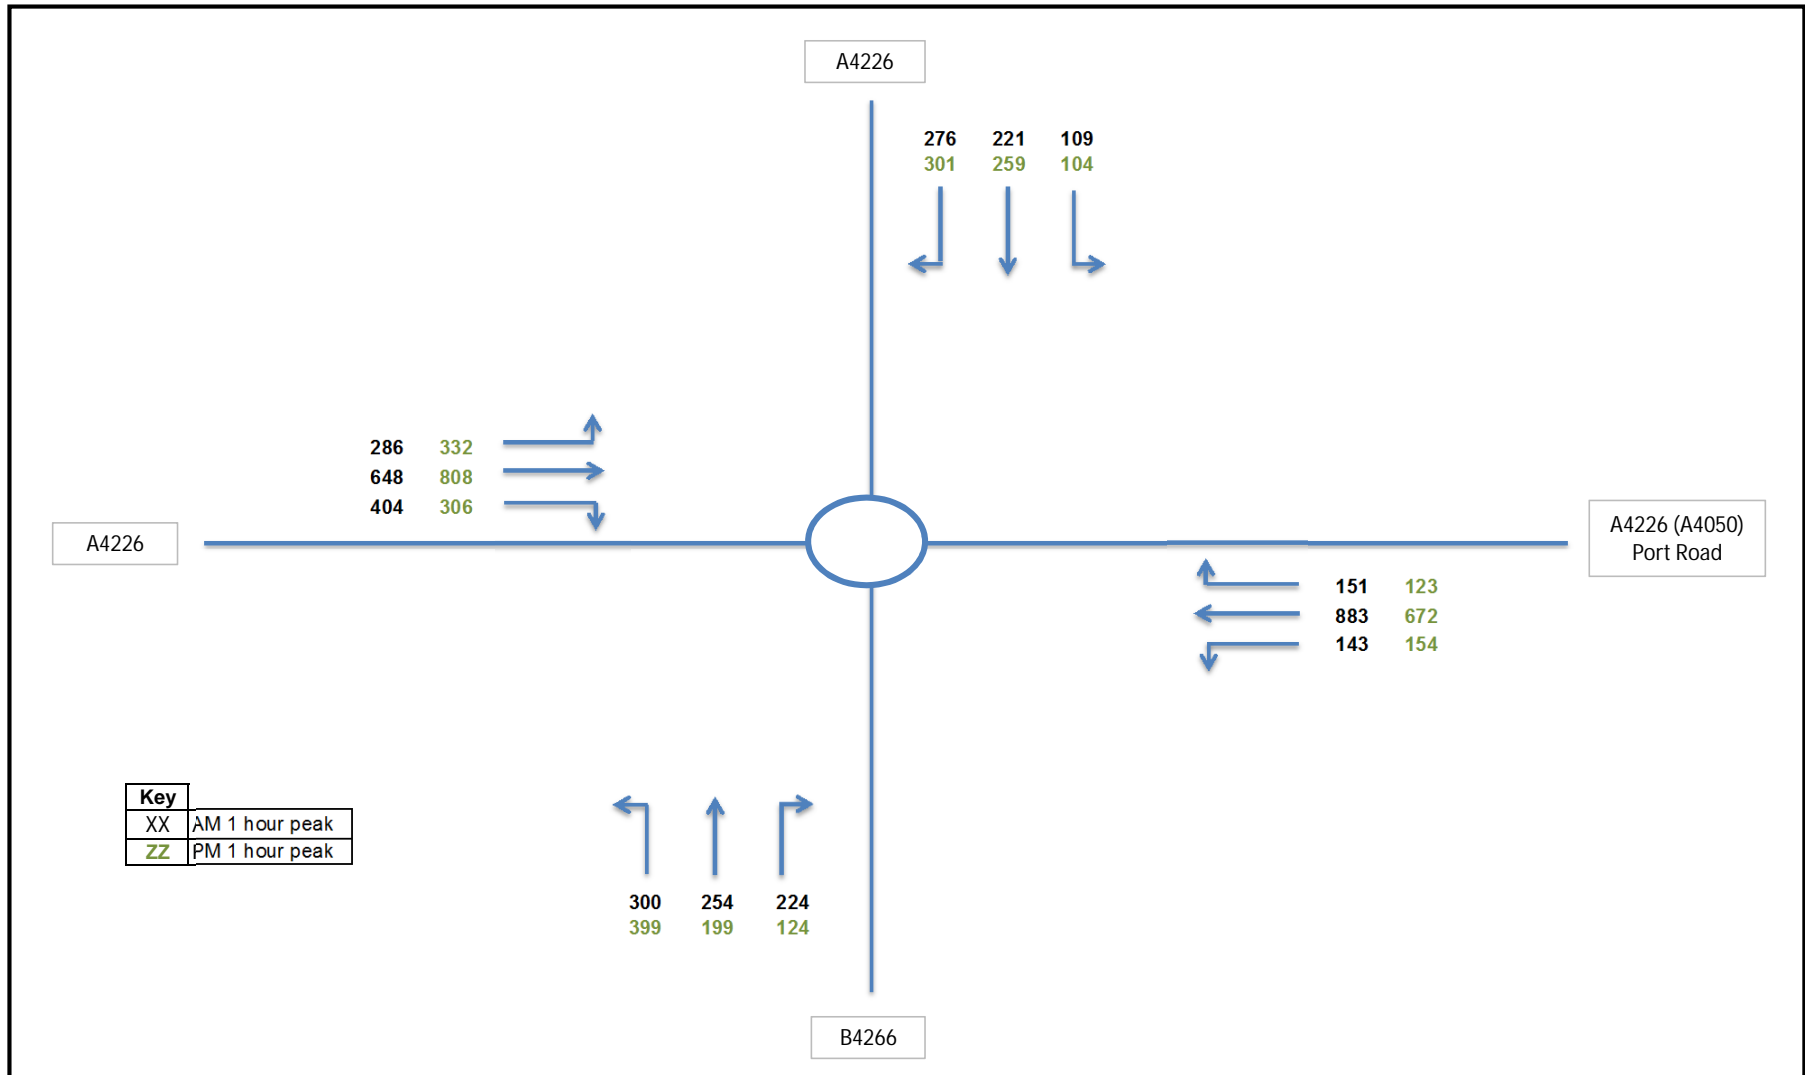 A4226
276 221 109
301 259 104
286 332
648 808
404 306
A4226
A4226 (A4050)
Port Road
151 123
883 672
143 154
Key
XX AM 1 hour peak
ZZ PM 1 hour peak
300 254 224
399 199 124
B4266